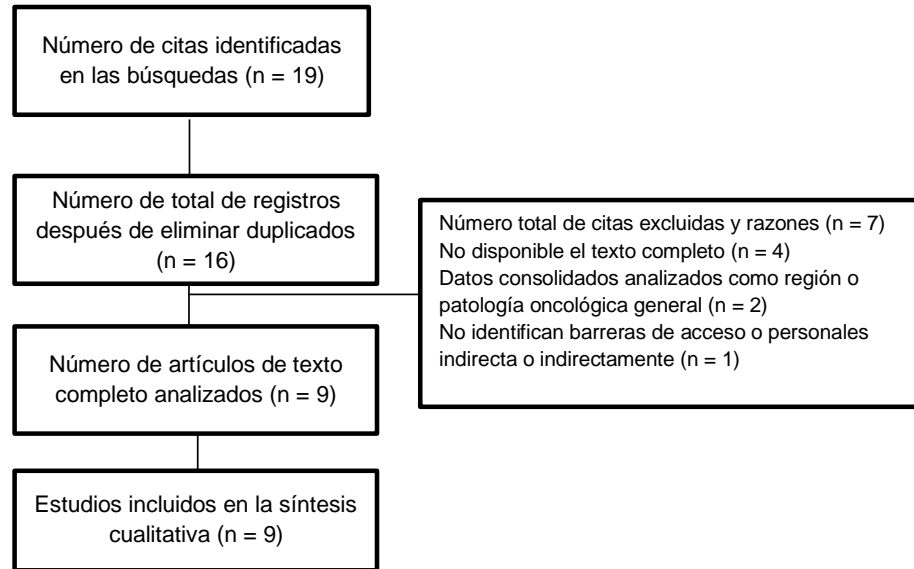 Número de citas identificadas
en las búsquedas (n = 19)
Número de total de registros
después de eliminar duplicados
(n = 16)
Número total de citas excluidas y razones (n = 7)
No disponible el texto completo (n = 4)
Datos consolidados analizados como región o
patología oncológica general (n = 2)
No identifican barreras de acceso o personales
indirecta o indirectamente (n = 1)
Número de artículos de texto
completo analizados (n = 9)
Estudios incluidos en la síntesis
cualitativa (n = 9)